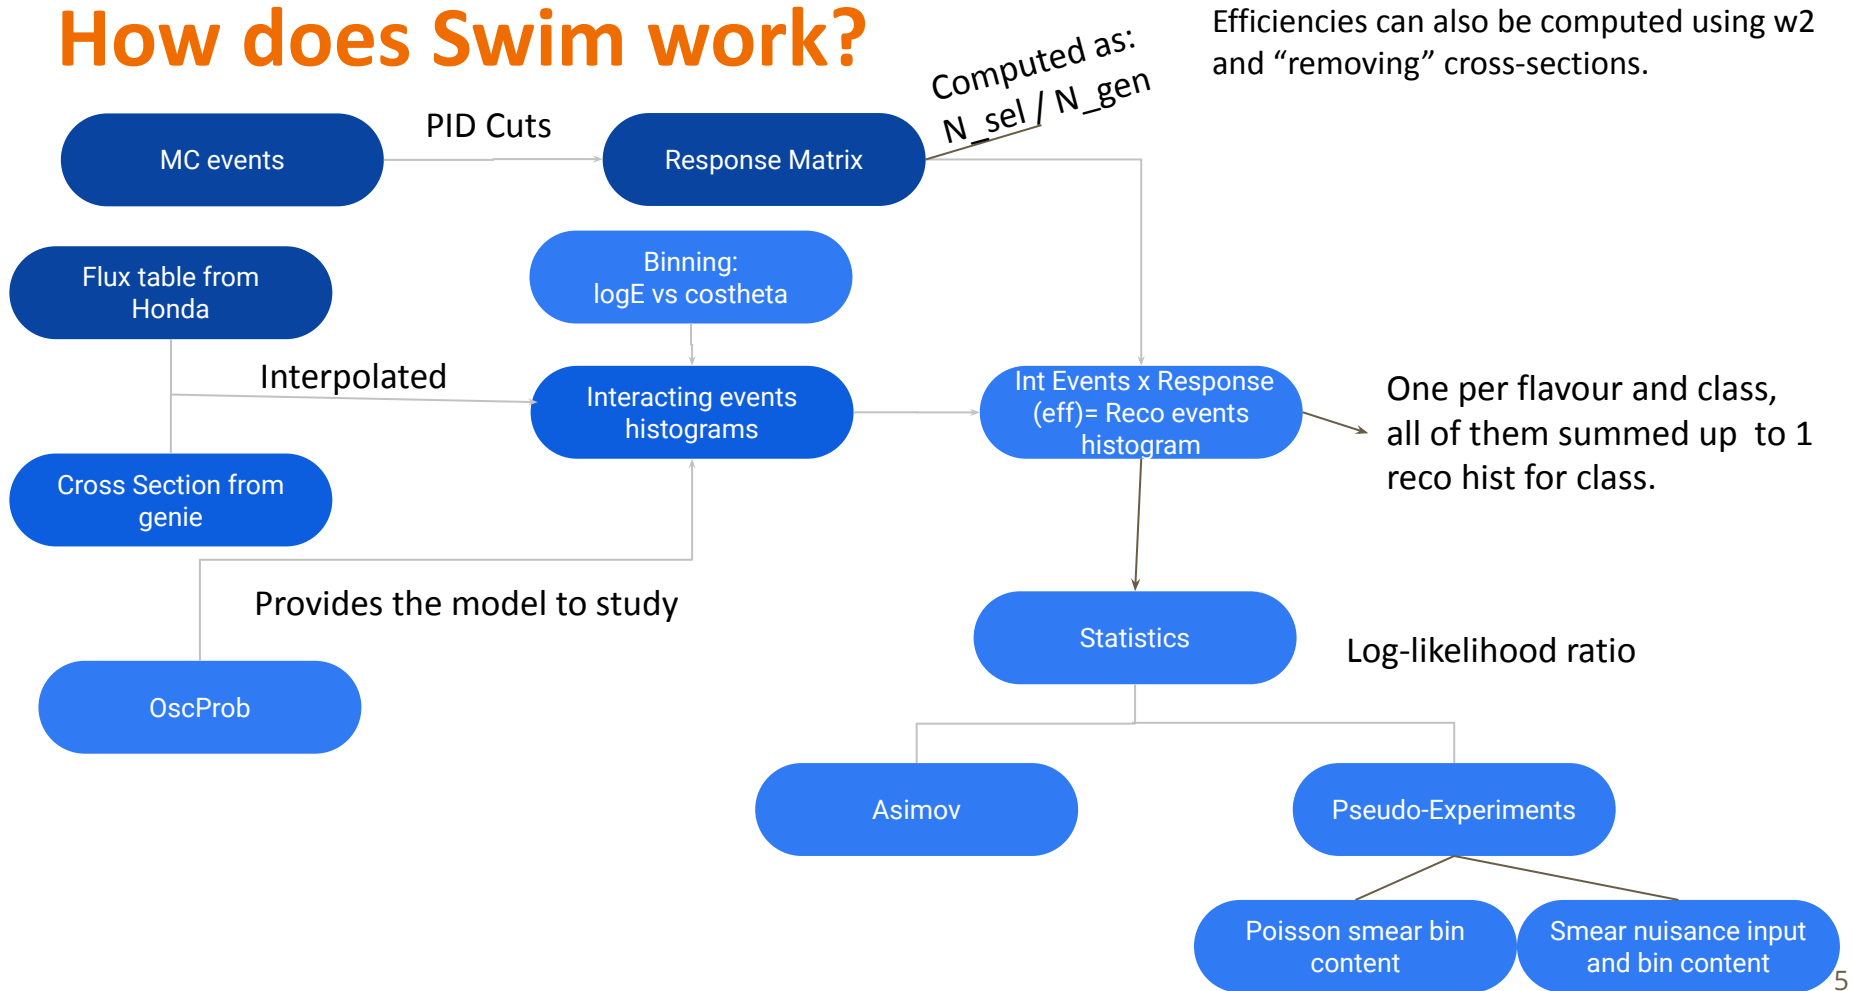 How does Swim work?
Computed as:
N_sel / N_gen
Efficiencies can also be computed using w2
and “removing” cross-sections.
MC events
PID Cuts
Response Matrix
Flux table from
Honda
Binning:
logE vs costheta
Interpolated
Interacting events
histograms
Int Events x Response
(eff)= Reco events
histogram
One per flavour and class,
all of them summed up  to 1
reco hist for class.
Cross Section from
genie
Provides the model to study
OscProb
Statistics
Log-likelihood ratio
Asimov
Pseudo-Experiments
Poisson smear bin
content
Smear nuisance input
and bin content
5